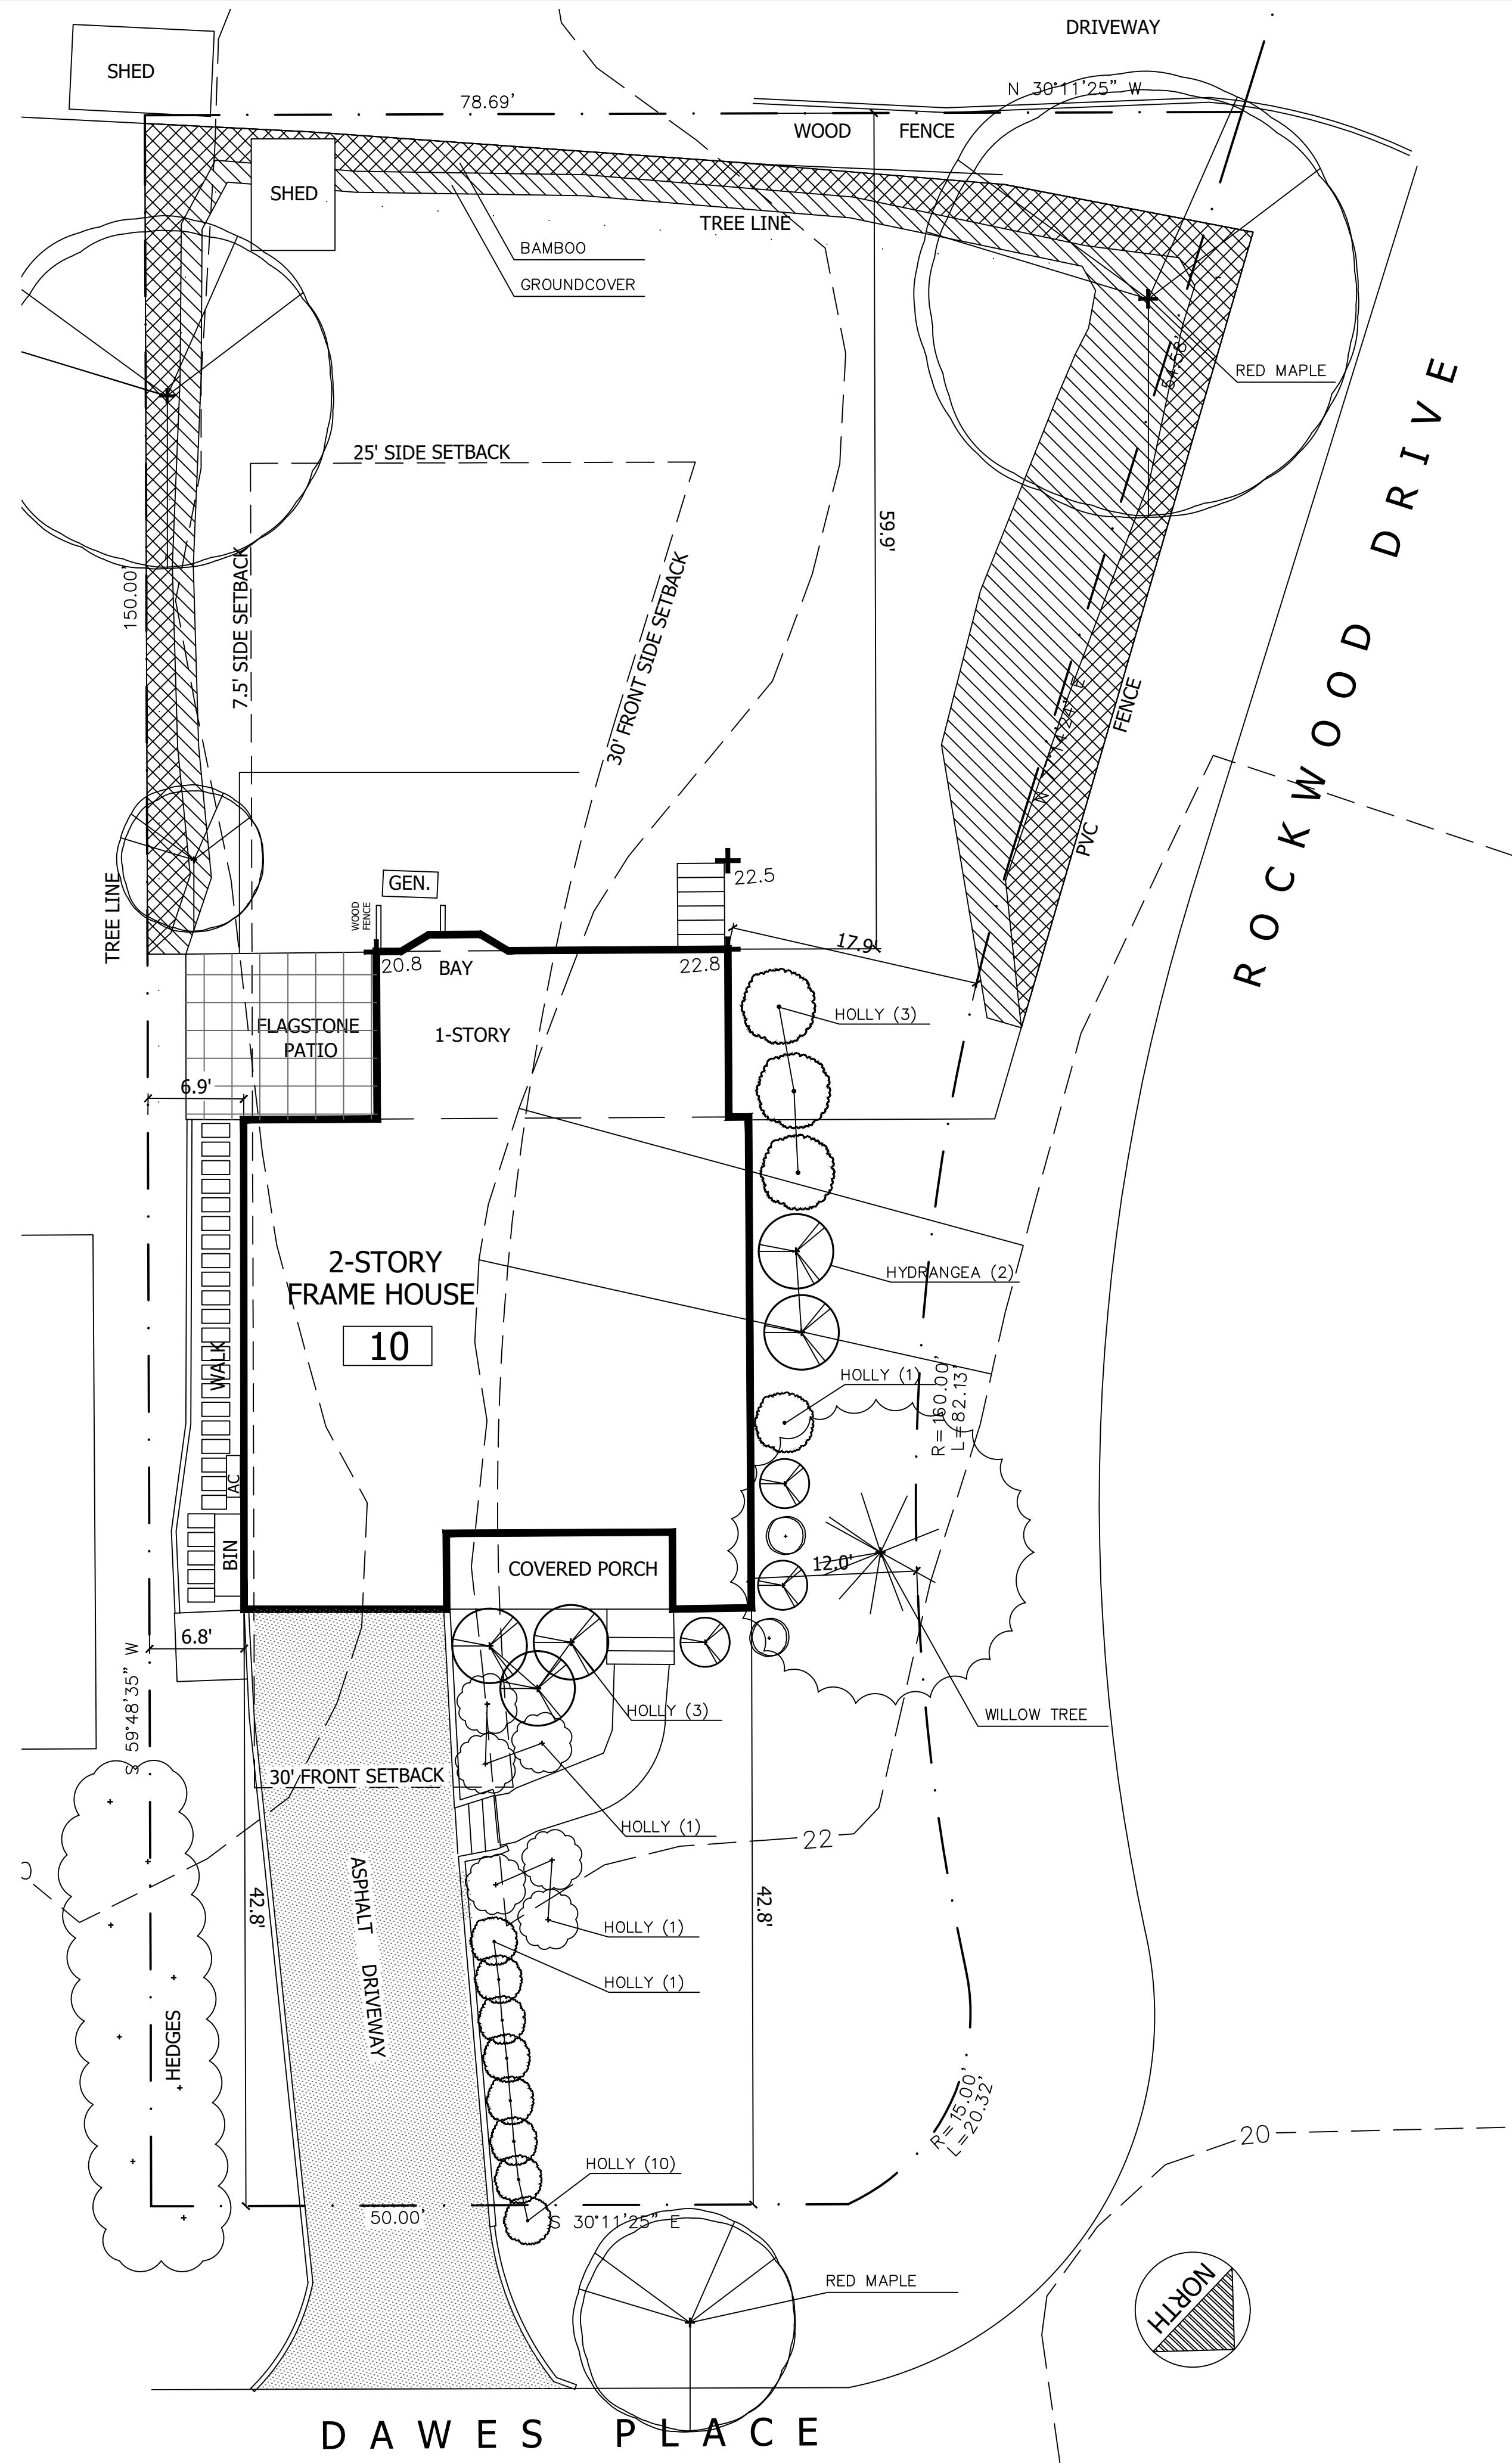 DRIVEWAY
SHED
78.69'
N 30°11'25" W
WOOD FENCE
SHED
TREE LINE
BAMBOO
GROUNDCOVER
54.58'
RED MAPLE
25' SIDE SETBACK
59.9'
150.00'
7.5' SIDE SETBACK
30' FRONT SIDE SETBACK
ROCKWOOD DRIVE
PVC FENCE
TREE LINE
GEN.
WOOD
FENCE
22.5
17.9'
20.8
BAY
22.8
FLAGSTONE
PATIO
1-STORY
HOLLY (3)
6.9'
2-STORY
FRAME HOUSE
10
HYDRANGEA (2)
WALK
HOLLY (1)
R=160.00'
L=82.13'
AC
BIN
COVERED PORCH
12.0'
6.8'
S 59°48'35" W
HOLLY (3)
WILLOW TREE
30' FRONT SETBACK
HOLLY (1)
22
42.8'
ASPHALT DRIVEWAY
42.8'
HOLLY (1)
HOLLY (1)
HEDGES
R=15.00'
L=20.32'
20
HOLLY (10)
50.00'
S 30°11'25" E
RED MAPLE
NORTH
DAWES PLACE